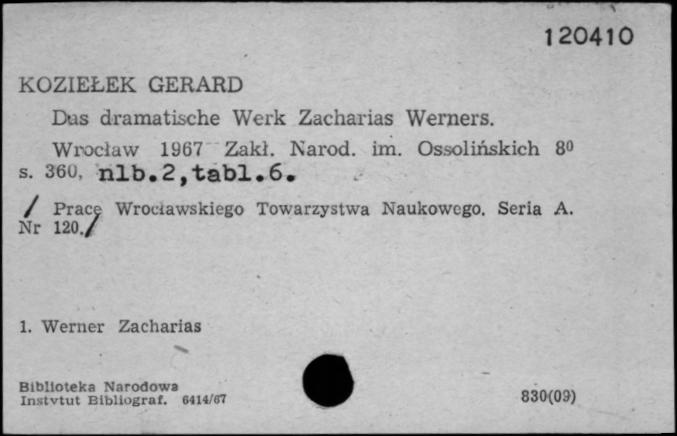 120410
KOZIEŁEK GERARD
Das dramatische Werk Zacharias Werners.
Wrocław 1967 Zakł. Narod. im. Ossolińskich 8⁰
s. 360, nlb.2,tabl.6.
/ Prace Wrocławskiego Towarzystwa Naukowego. Seria A.
Nr 120./
1. Werner Zacharias
Biblioteka Narodowa
Instytut Bibliograf. 6414/67
830(09)